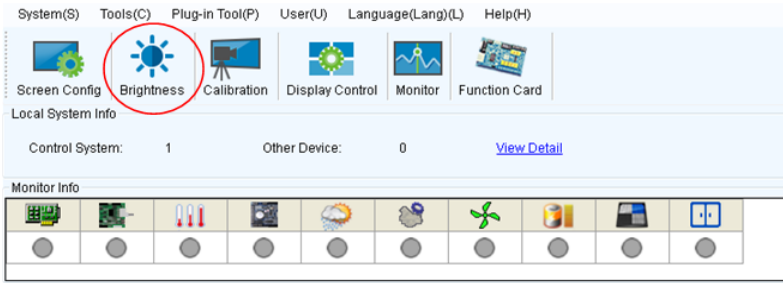 System(S) Tools(C) Plug-in Tool(P) User(U) Language(Lang)(L) Help(H)
Screen Config Brightness Calibration Display Control Monitor Function Card
Local System Info
Control System: 1 Other Device: 0 View Detail
Monitor Info